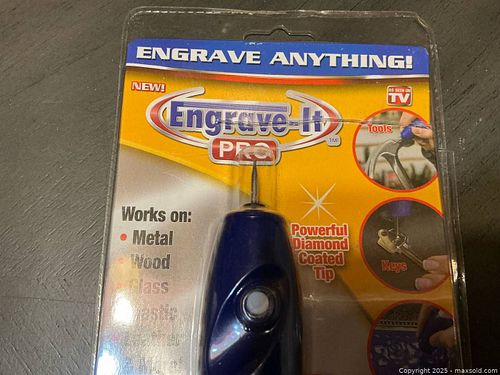 ENGRAVE ANYTHING!
NEW!
AS SEEN ON
TV
Engrave-It
TM
PRO
Tools
Works on:
• Metal
• Wood
• Glass
Powerful
Diamond
Coated
Tip
Keys
Copyright 2025 - maxsold.com